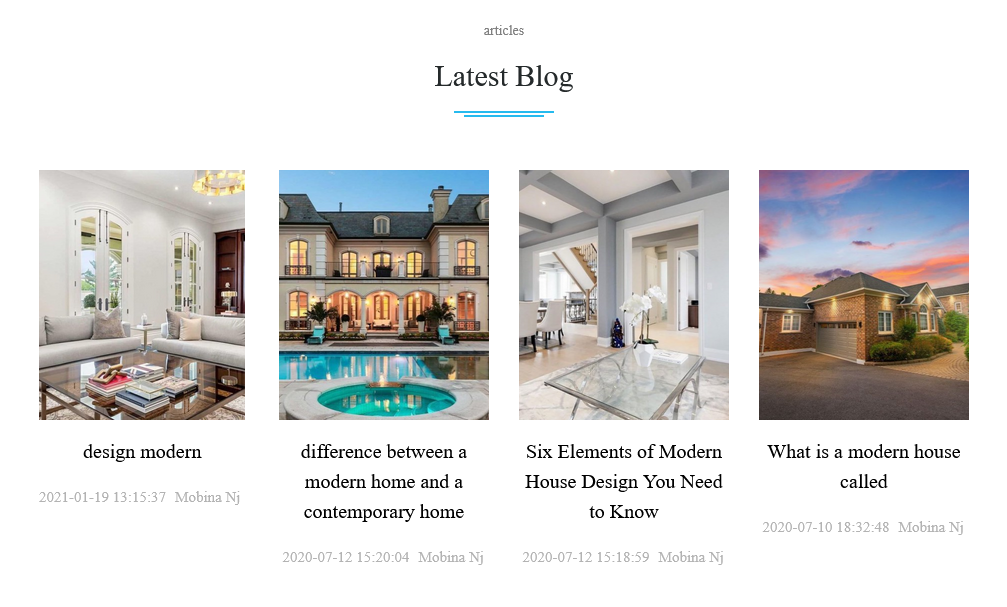 articles
Latest Blog
design modern
2021-01-19 13:15:37 Mobina Nj
difference between a
modern home and a
contemporary home
2020-07-12 15:20:04 Mobina Nj
Six Elements of Modern
House Design You Need
to Know
2020-07-12 15:18:59 Mobina Nj
What is a modern house
called
2020-07-10 18:32:48 Mobina Nj